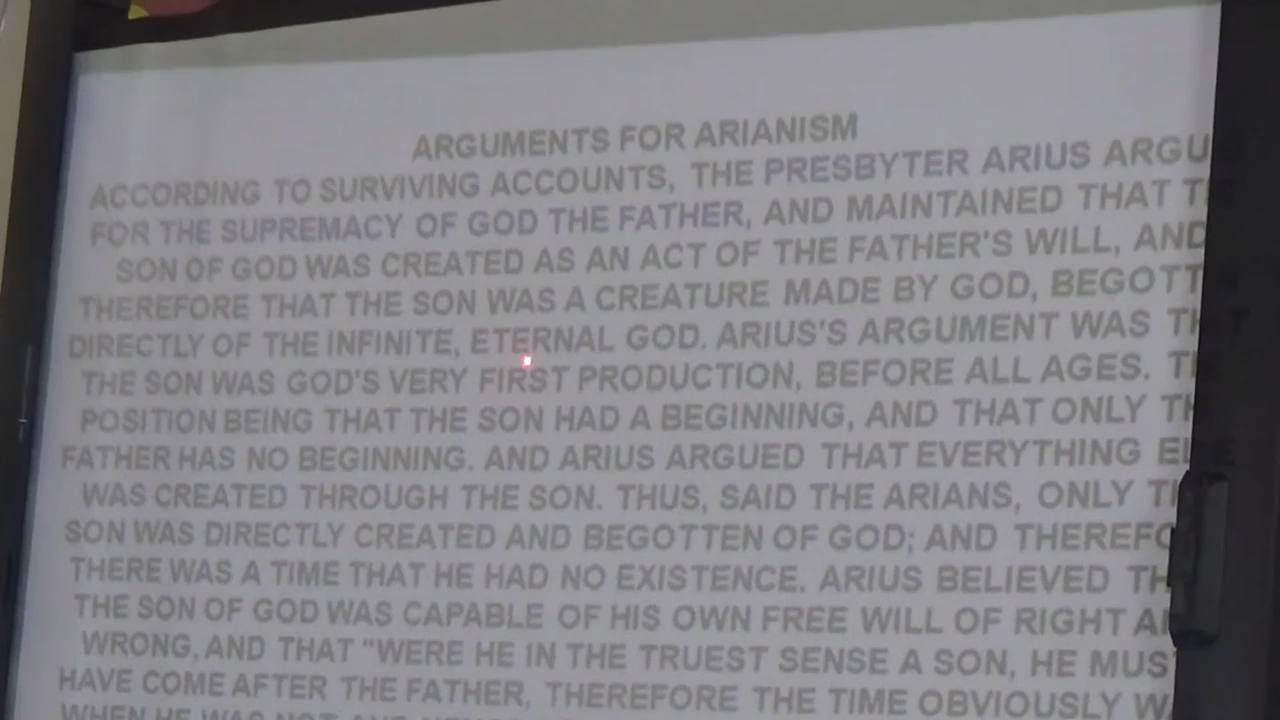 ARGUMENTS FOR ARIANISM
ACCORDING TO SURVIVING ACCOUNTS, THE PRESBYTER ARIUS ARGU
FOR THE SUPREMACY OF GOD THE FATHER, AND MAINTAINED THAT
SON OF GOD WAS CREATED AS AN ACT OF THE FATHER'S WILL, AND
THEREFORE THAT THE SON WAS A CREATURE MADE BY GOD, BEGOTT
DIRECTLY OF THE INFINITE, ETERNAL GOD. ARIUS'S ARGUMENT WAS
THE SON WAS GOD'S VERY FIRST PRODUCTION, BEFORE ALL AGES.
POSITION BEING THAT THE SON HAD A BEGINNING, AND THAT ONLY
FATHER HAS NO BEGINNING. AND ARIUS ARGUED THAT EVERYTHING
WAS CREATED THROUGH THE SON. THUS, SAID THE ARIANS, ONLY
SON WAS DIRECTLY CREATED AND BEGOTTEN OF GOD; AND THEREFO
THERE WAS A TIME THAT HE HAD NO EXISTENCE. ARIUS BELIEVED
THE SON OF GOD WAS CAPABLE OF HIS OWN FREE WILL OF RIGHT
WRONG, AND THAT "WERE HE IN THE TRUEST SENSE A SON, HE MUS
HAVE COME AFTER THE FATHER, THEREFORE THE TIME OBVIOUSLY
WHEN HE WAS NOT